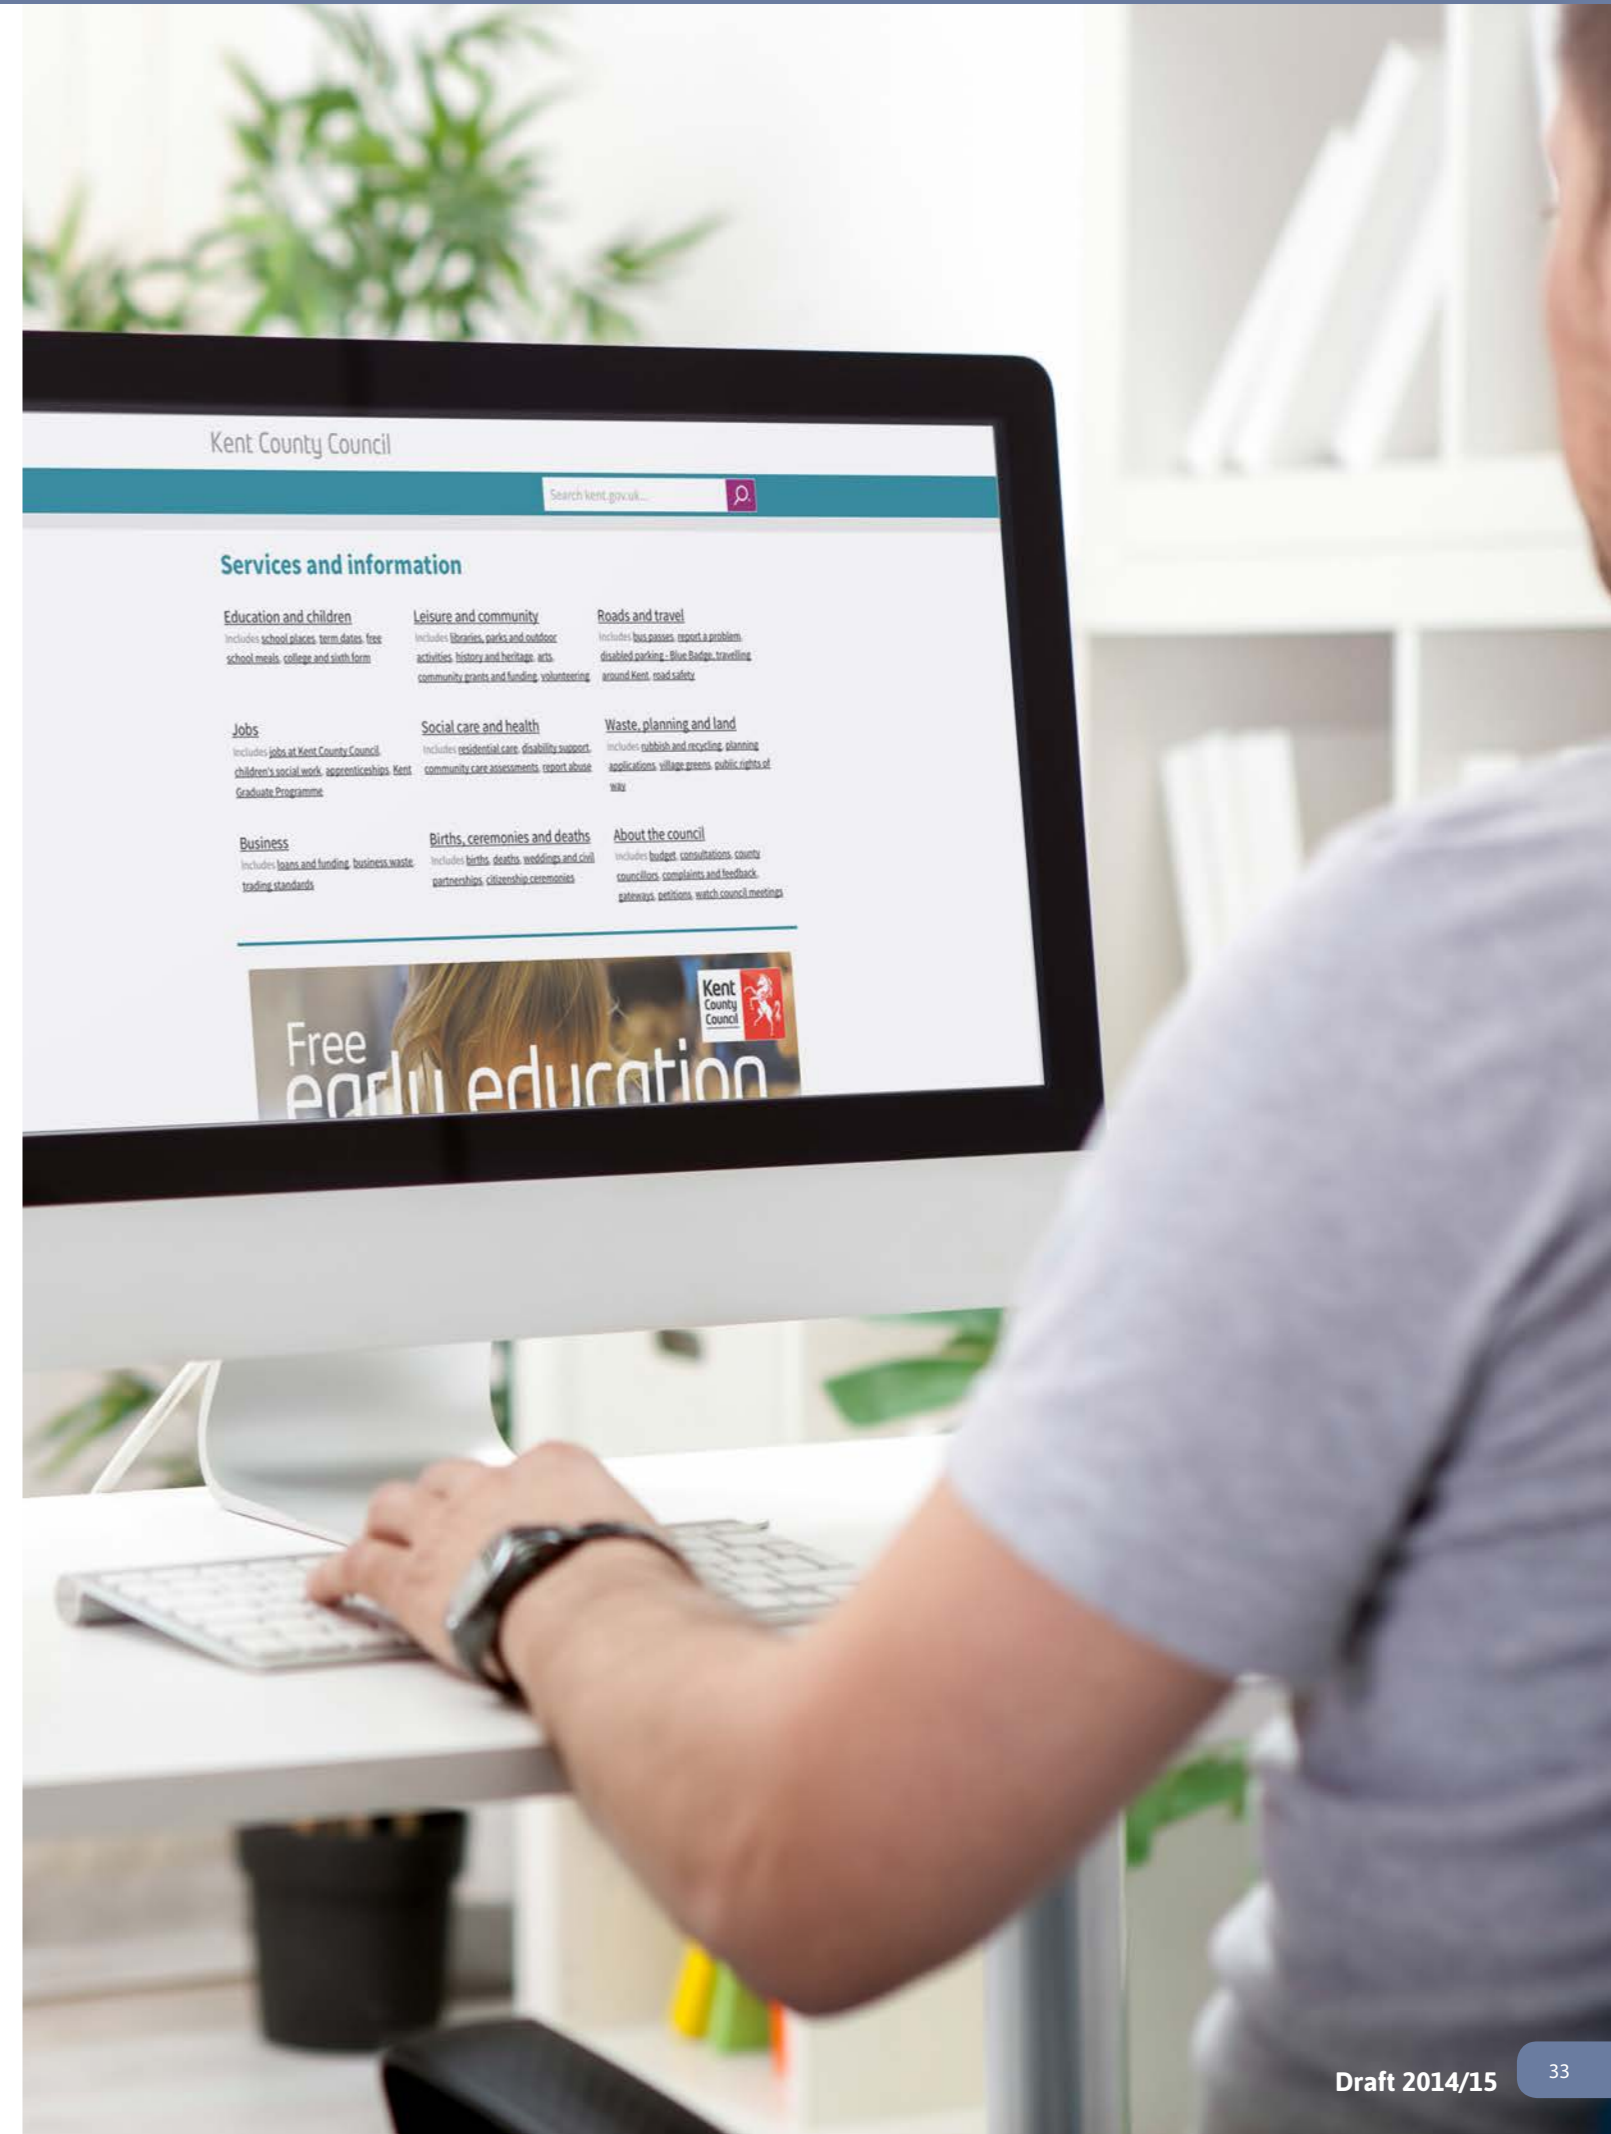 Kent County Council
Search kent.gov.uk...
Services and information
Education and children
Includes school places, term dates, free
school meals, college and sixth form
Leisure and community
Includes libraries, parks and outdoor
activities, history and heritage, arts,
community grants and funding, volunteering
Roads and travel
Includes bus passes, report a problem,
disabled parking - Blue Badge, travelling
around Kent, road safety
Jobs
Includes jobs at Kent County Council,
children's social work, apprenticeships, Kent
Graduate Programme
Social care and health
Includes residential care, disability support,
community care assessments, report abuse
Waste, planning and land
Includes rubbish and recycling, planning
applications, village greens, public rights of
way
Business
Includes loans and funding, business waste,
trading standards
Births, ceremonies and deaths
Includes births, deaths, weddings and civil
partnerships, citizenship ceremonies
About the council
Includes budget, consultations, county
councillors, complaints and feedback,
gateways, petitions, watch council meetings
Kent
County
Council
Free
early education
Draft 2014/15
33